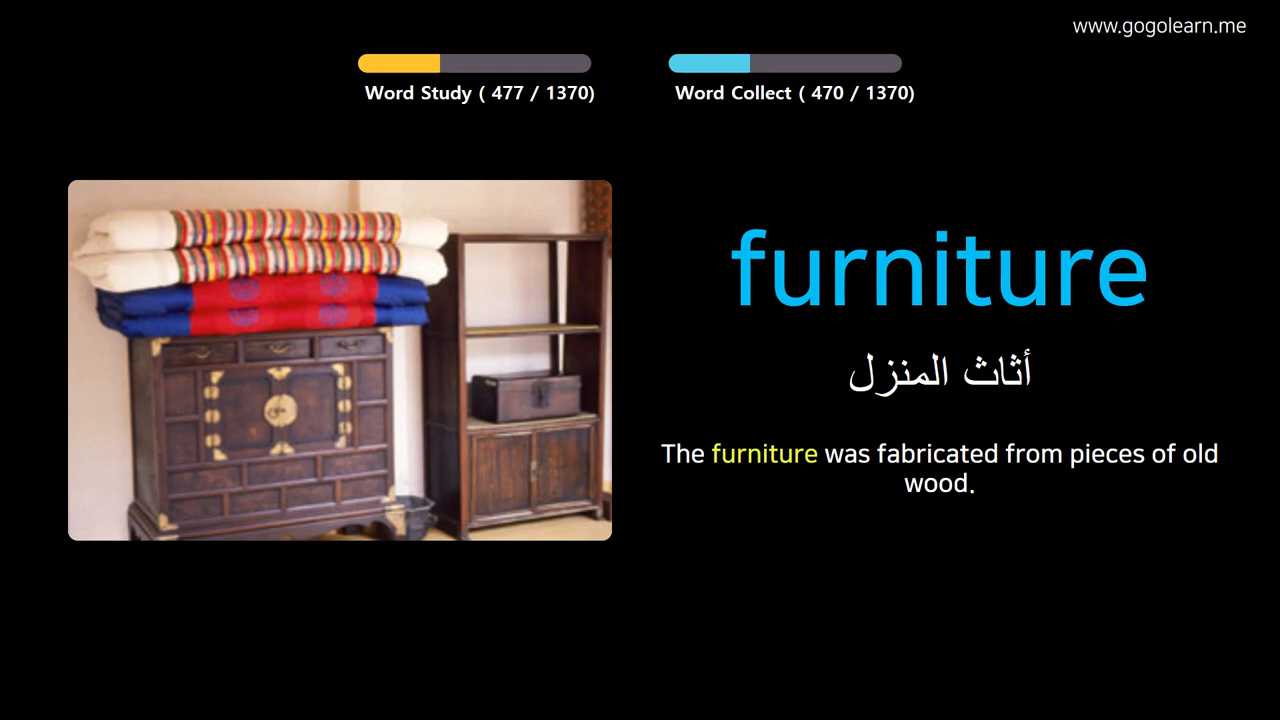 www.gogolearn.me
Word Study ( 477 / 1370)
Word Collect ( 470 / 1370)
furniture
أثاث المنزل
The furniture was fabricated from pieces of old
wood.